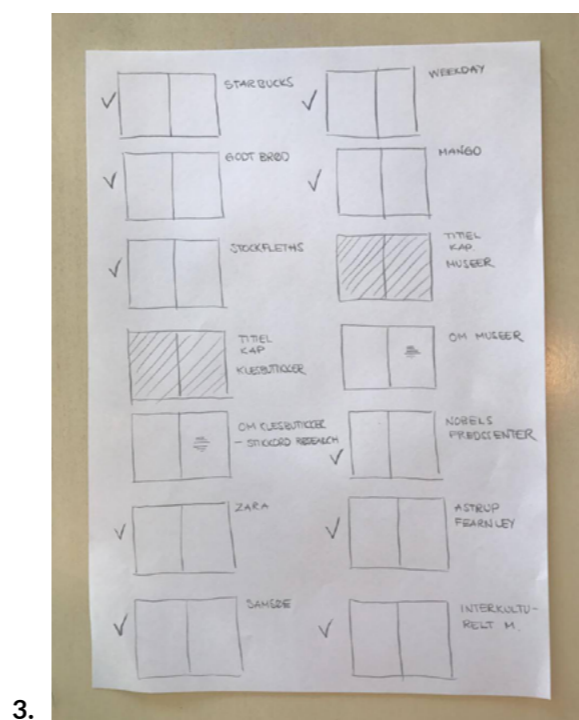 STARBUCKS
GODT BRØD
STOCKFLETHS
TITTEL
KAP
KLESBUTIKKER
OM KLESBUTIKKER
– STIKKORD RESEARCH
ZARA
WEEKDAY
MANGO
TITTEL
KAP
MUSEER
OM MUSEER
NOBELS
FREDSSENTER
ASTRUP
FEARNLEY
INTERKULTU-
RELT M.
3.